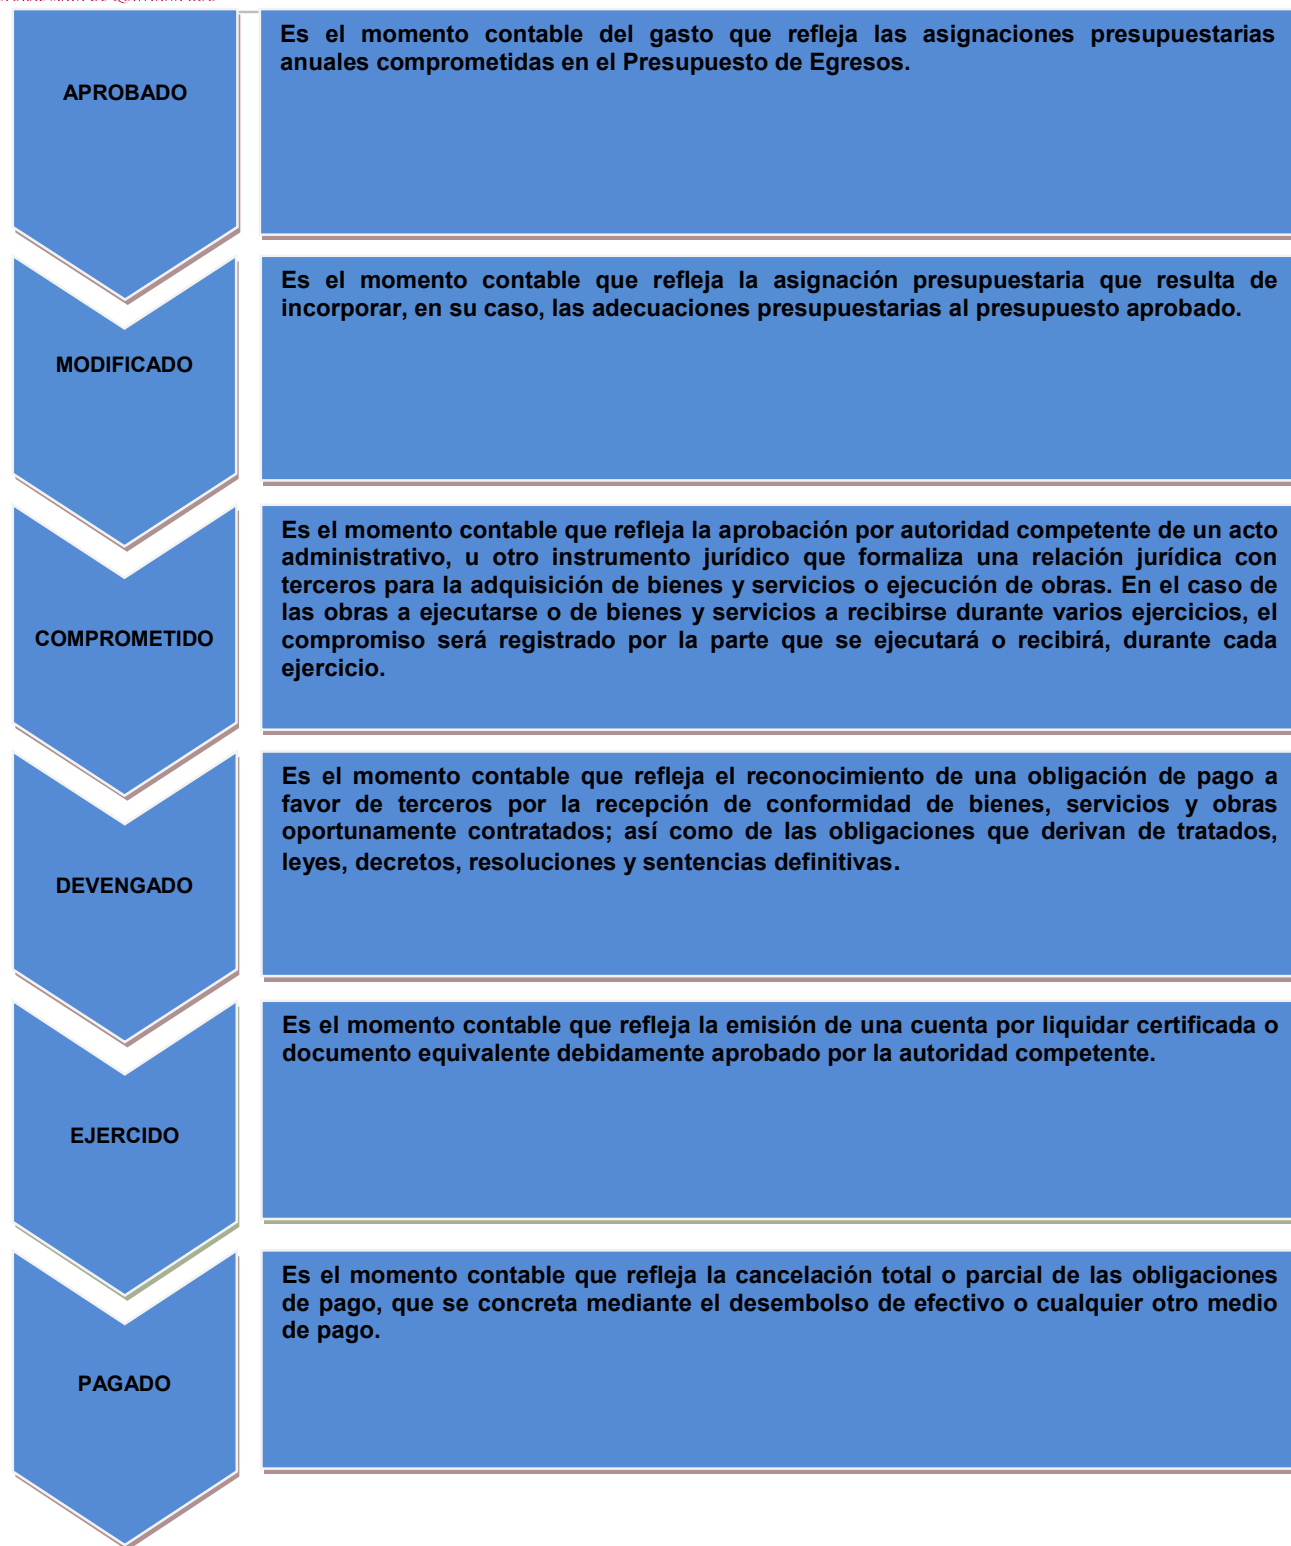 APROBADO
Es el momento contable del gasto que refleja las asignaciones presupuestarias
anuales comprometidas en el Presupuesto de Egresos.
MODIFICADO
Es el momento contable que refleja la asignación presupuestaria que resulta de
incorporar, en su caso, las adecuaciones presupuestarias al presupuesto aprobado.
COMPROMETIDO
Es el momento contable que refleja la aprobación por autoridad competente de un acto
administrativo, u otro instrumento jurídico que formaliza una relación jurídica con
terceros para la adquisición de bienes y servicios o ejecución de obras. En el caso de
las obras a ejecutarse o de bienes y servicios a recibirse durante varios ejercicios, el
compromiso será registrado por la parte que se ejecutará o recibirá, durante cada
ejercicio.
DEVENGADO
Es el momento contable que refleja el reconocimiento de una obligación de pago a
favor de terceros por la recepción de conformidad de bienes, servicios y obras
oportunamente contratados; así como de las obligaciones que derivan de tratados,
leyes, decretos, resoluciones y sentencias definitivas.
EJERCIDO
Es el momento contable que refleja la emisión de una cuenta por liquidar certificada o
documento equivalente debidamente aprobado por la autoridad competente.
PAGADO
Es el momento contable que refleja la cancelación total o parcial de las obligaciones
de pago, que se concreta mediante el desembolso de efectivo o cualquier otro medio
de pago.